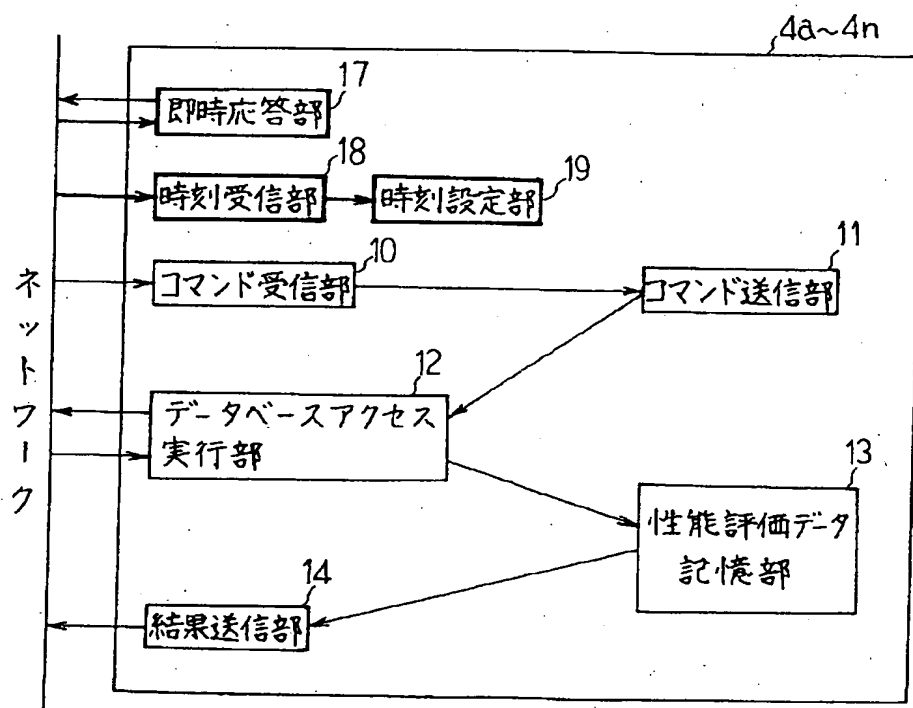 4a~4n
17
即時応答部
18
時刻受信部
19
時刻設定部
10
コマンド受信部
11
コマンド送信部
ネットワーク
12
データベースアクセス
実行部
13
性能評価データ
記憶部
14
結果送信部